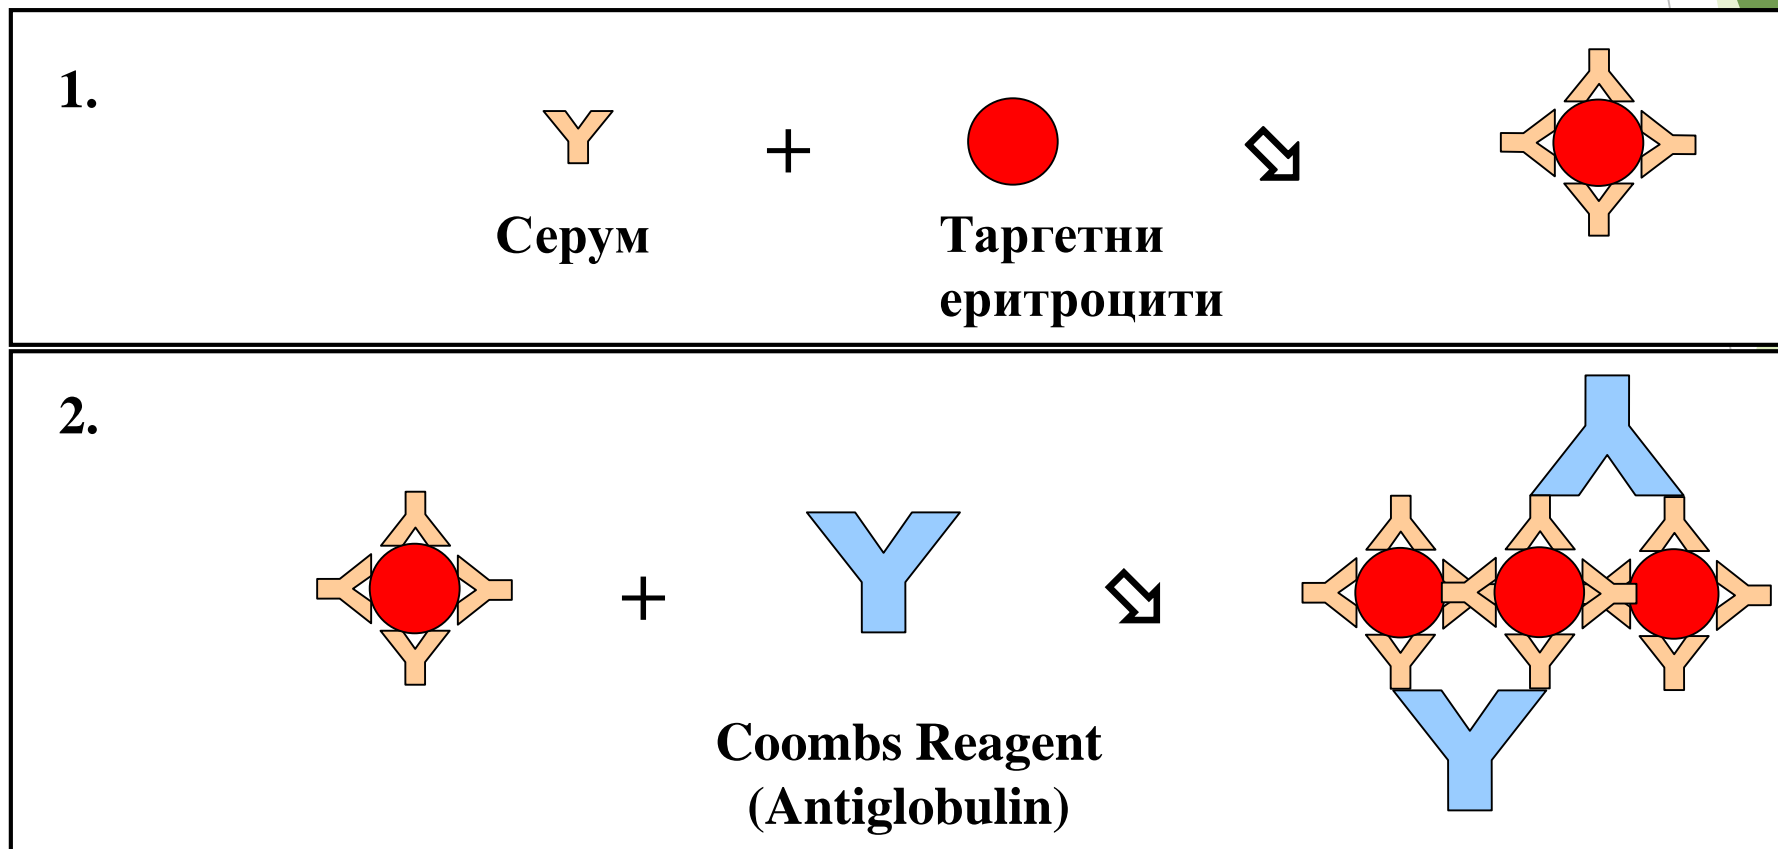 1.
+
Серум
Таргетни
еритроцити
2.
+
Coombs Reagent
(Antiglobulin)